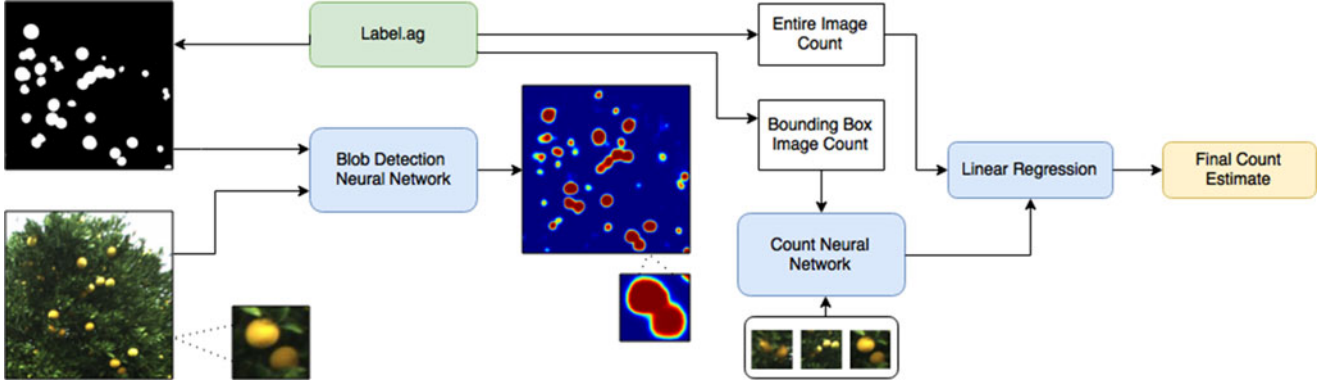 Label.ag
Entire Image
Count
Bounding Box
Image Count
Blob Detection
Neural Network
Linear Regression
Final Count
Estimate
Count Neural
Network